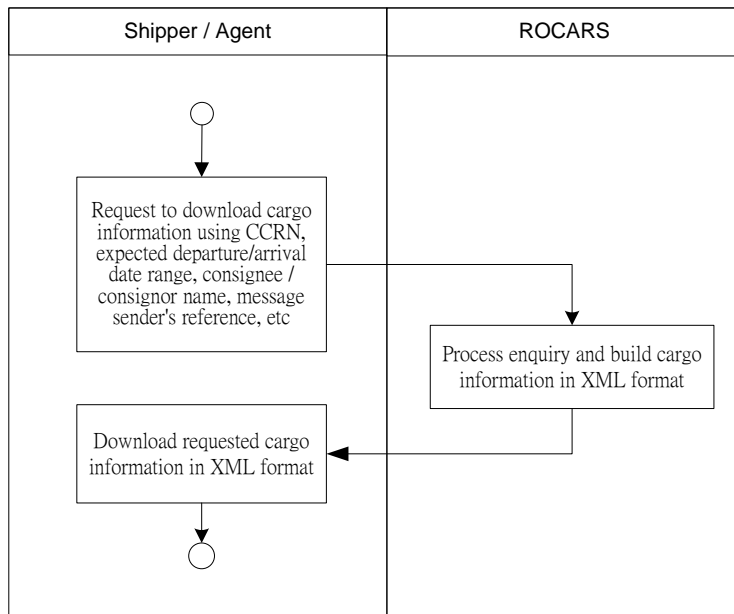 Shipper / Agent
ROCARS
Request to download cargo
information using CCRN,
expected departure/arrival
date range, consignee /
consignor name, message
sender's reference, etc
Process enquiry and build cargo
information in XML format
Download requested cargo
information in XML format